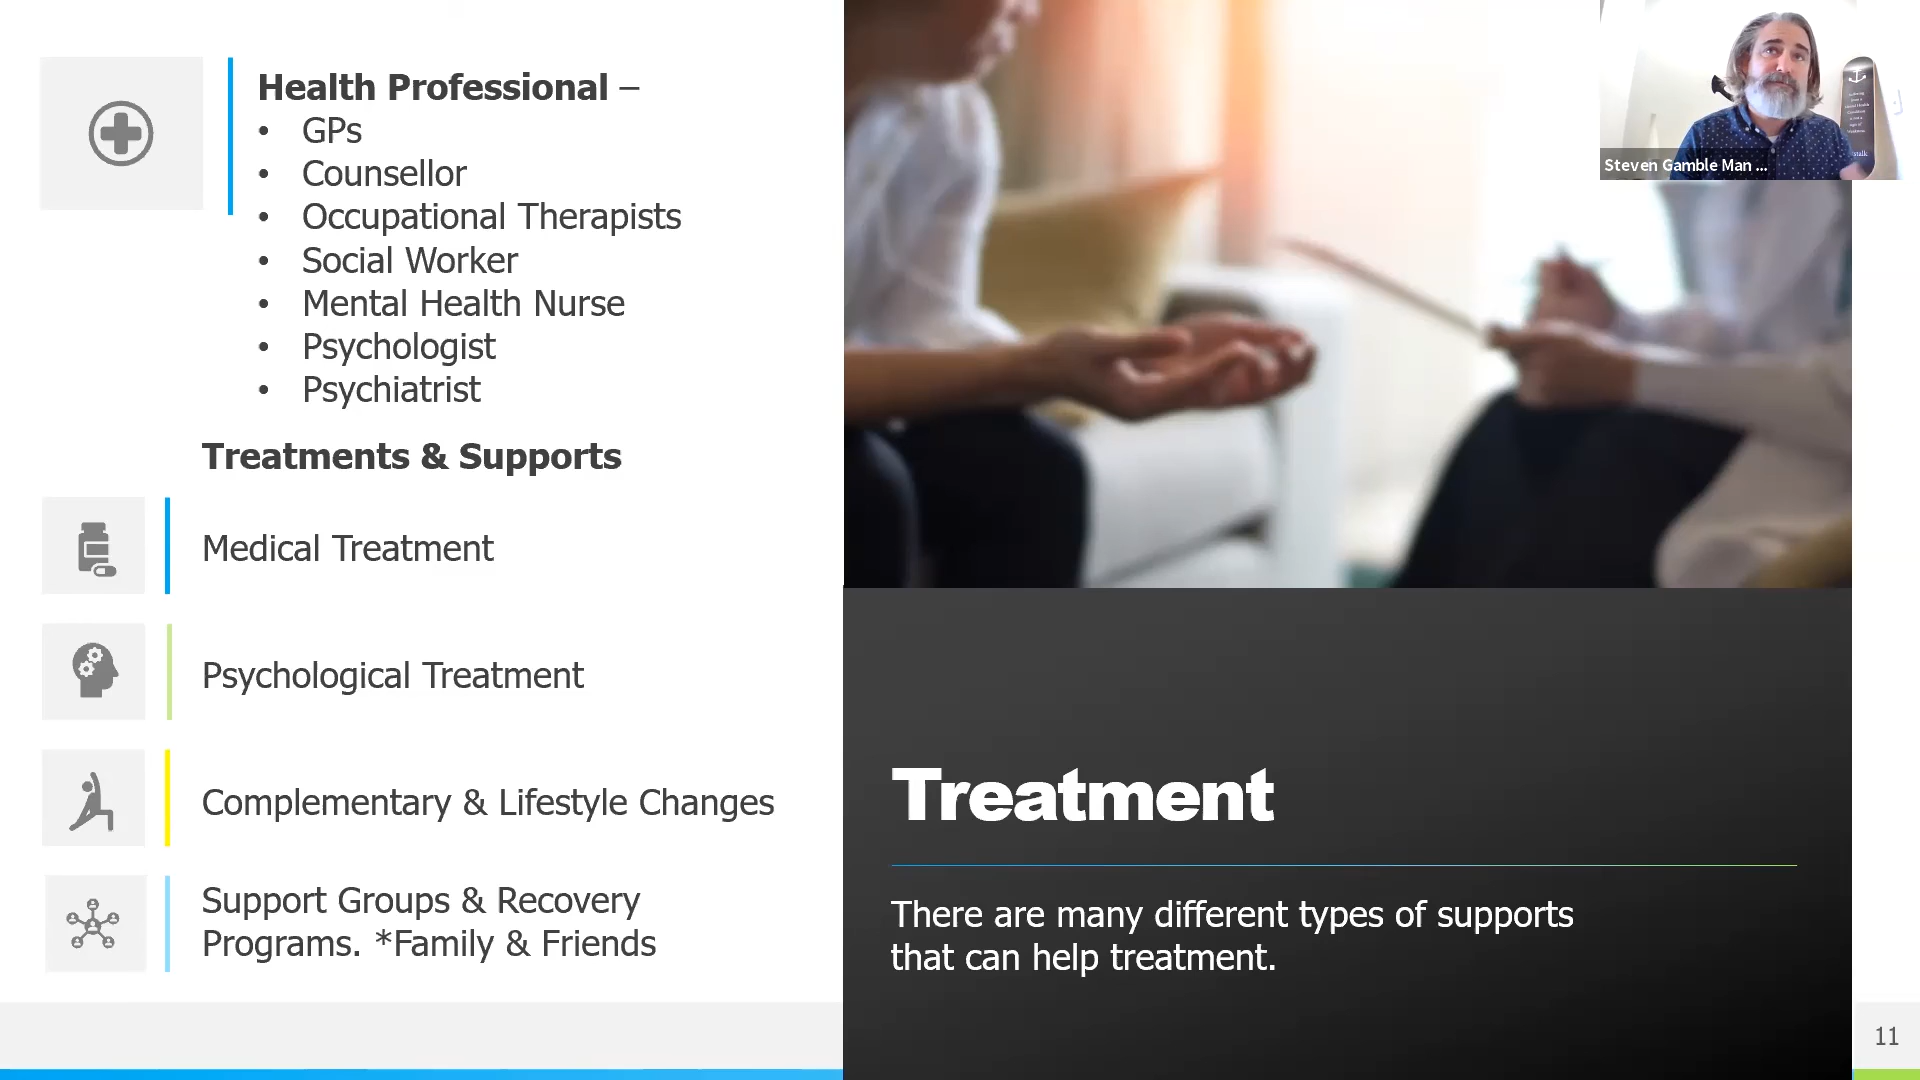 Health Professional –
• GPs
• Counsellor
• Occupational Therapists
• Social Worker
• Mental Health Nurse
• Psychologist
• Psychiatrist
Treatments & Supports
Medical Treatment
Psychological Treatment
Complementary & Lifestyle Changes
Support Groups & Recovery
Programs. *Family & Friends
Steven Gamble Man ...
Treatment
There are many different types of supports
that can help treatment.
11